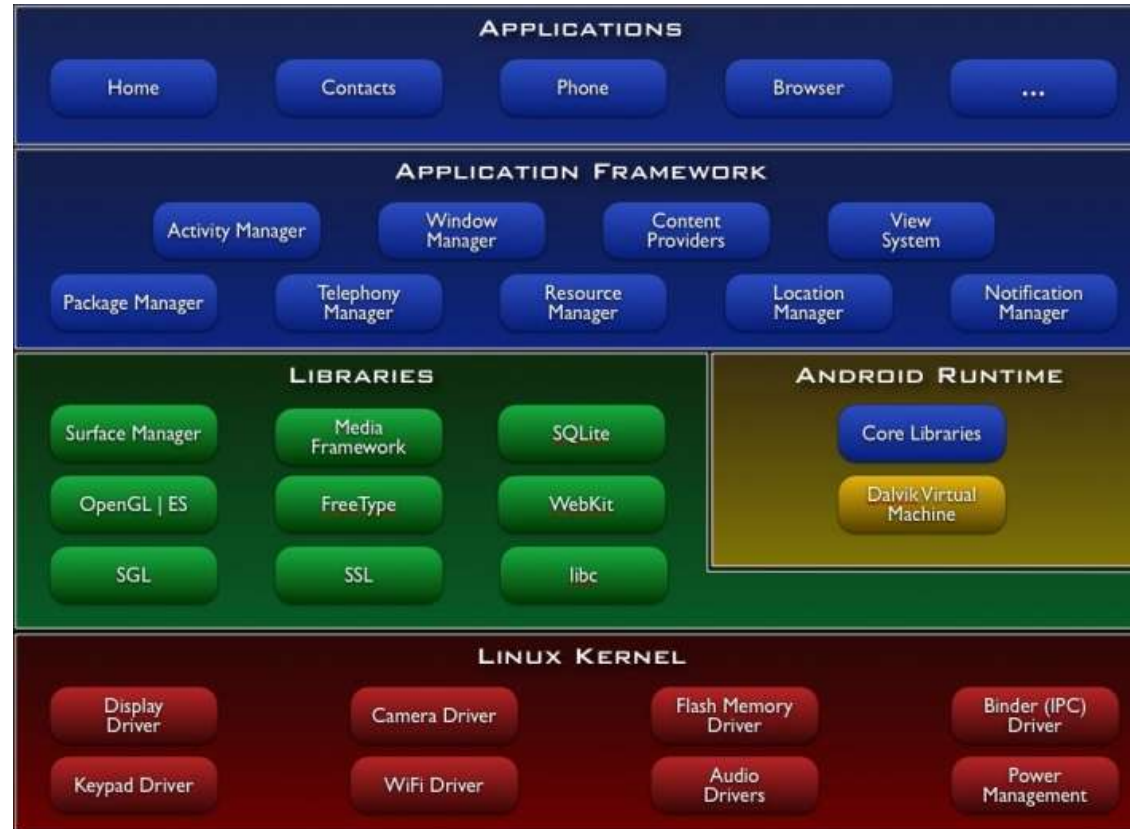 APPLICATIONS
Home
Contacts
Phone
Browser
...
APPLICATION FRAMEWORK
Activity Manager
Window
Manager
Content
Providers
View
System
Package Manager
Telephony
Manager
Resource
Manager
Location
Manager
Notification
Manager
LIBRARIES
Surface Manager
Media
Framework
SQLite
OpenGL | ES
FreeType
WebKit
SGL
SSL
libc
ANDROID RUNTIME
Core Libraries
Dalvik Virtual
Machine
LINUX KERNEL
Display
Driver
Camera Driver
Flash Memory
Driver
Binder (IPC)
Driver
Keypad Driver
WiFi Driver
Audio
Drivers
Power
Management